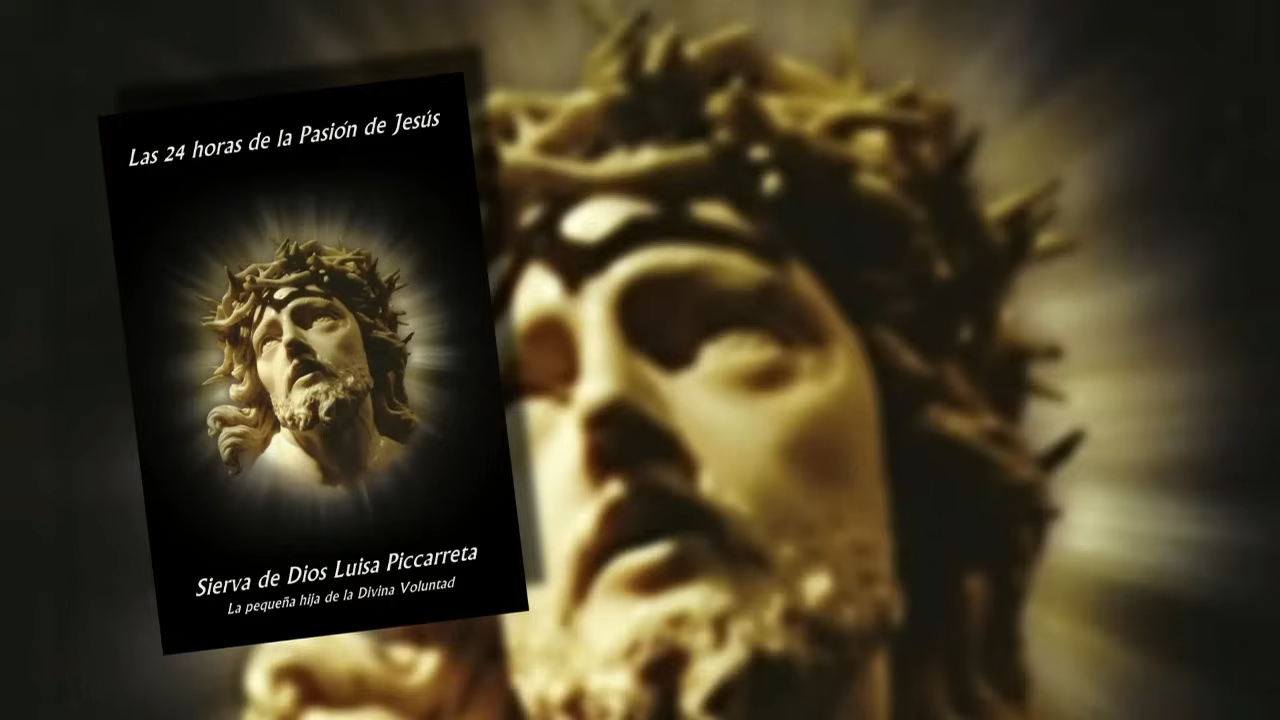 Las 24 horas de la Pasión de Jesús
Sierva de Dios Luisa Piccarreta
La pequeña hija de la Divina Voluntad